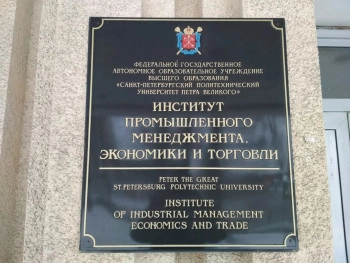 ФЕДЕРАЛЬНОЕ ГОСУДАРСТВЕННОЕ
АВТОНОМНОЕ ОБРАЗОВАТЕЛЬНОЕ УЧРЕЖДЕНИЕ
ВЫСШЕГО ОБРАЗОВАНИЯ
«САНКТ-ПЕТЕРБУРГСКИЙ ПОЛИТЕХНИЧЕСКИЙ
УНИВЕРСИТЕТ ПЕТРА ВЕЛИКОГО»
ИНСТИТУТ
ПРОМЫШЛЕННОГО
МЕНЕДЖМЕНТА,
ЭКОНОМИКИ И ТОРГОВЛИ
PETER THE GREAT
ST.PETERSBURG POLYTECHNIC UNIVERSITY
INSTITUTE
OF INDUSTRIAL MANAGEMENT
ECONOMICS AND TRADE